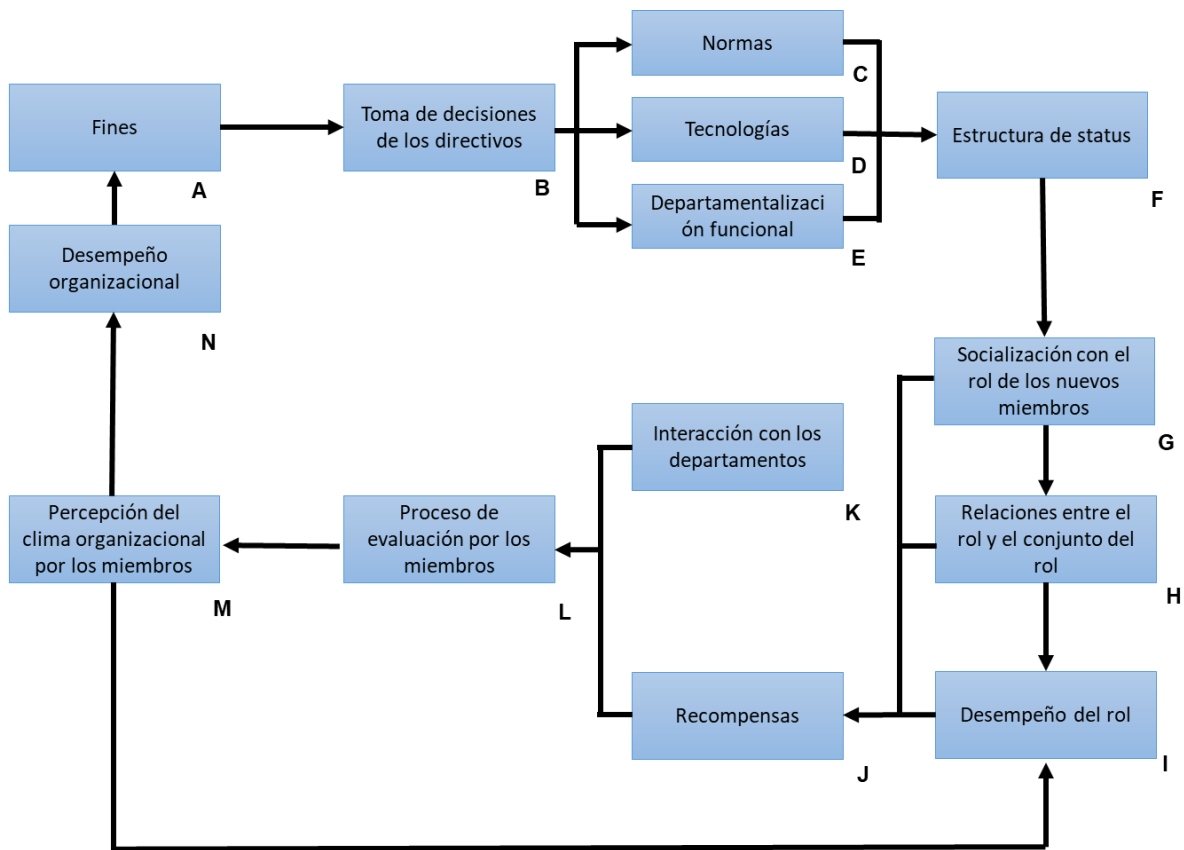 Fines
A
Toma de decisiones
de los directivos
B
Normas
C
Tecnologías
D
Departamentalizaci
ón funcional
E
Estructura de status
F
Socialización con el
rol de los nuevos
miembros
G
Relaciones entre el
rol y el conjunto del
rol
H
Desempeño del rol
I
Recompensas
J
Interacción con los
departamentos
K
Proceso de
evaluación por los
miembros
L
Percepción del
clima organizacional
por los miembros
M
Desempeño
organizacional
N